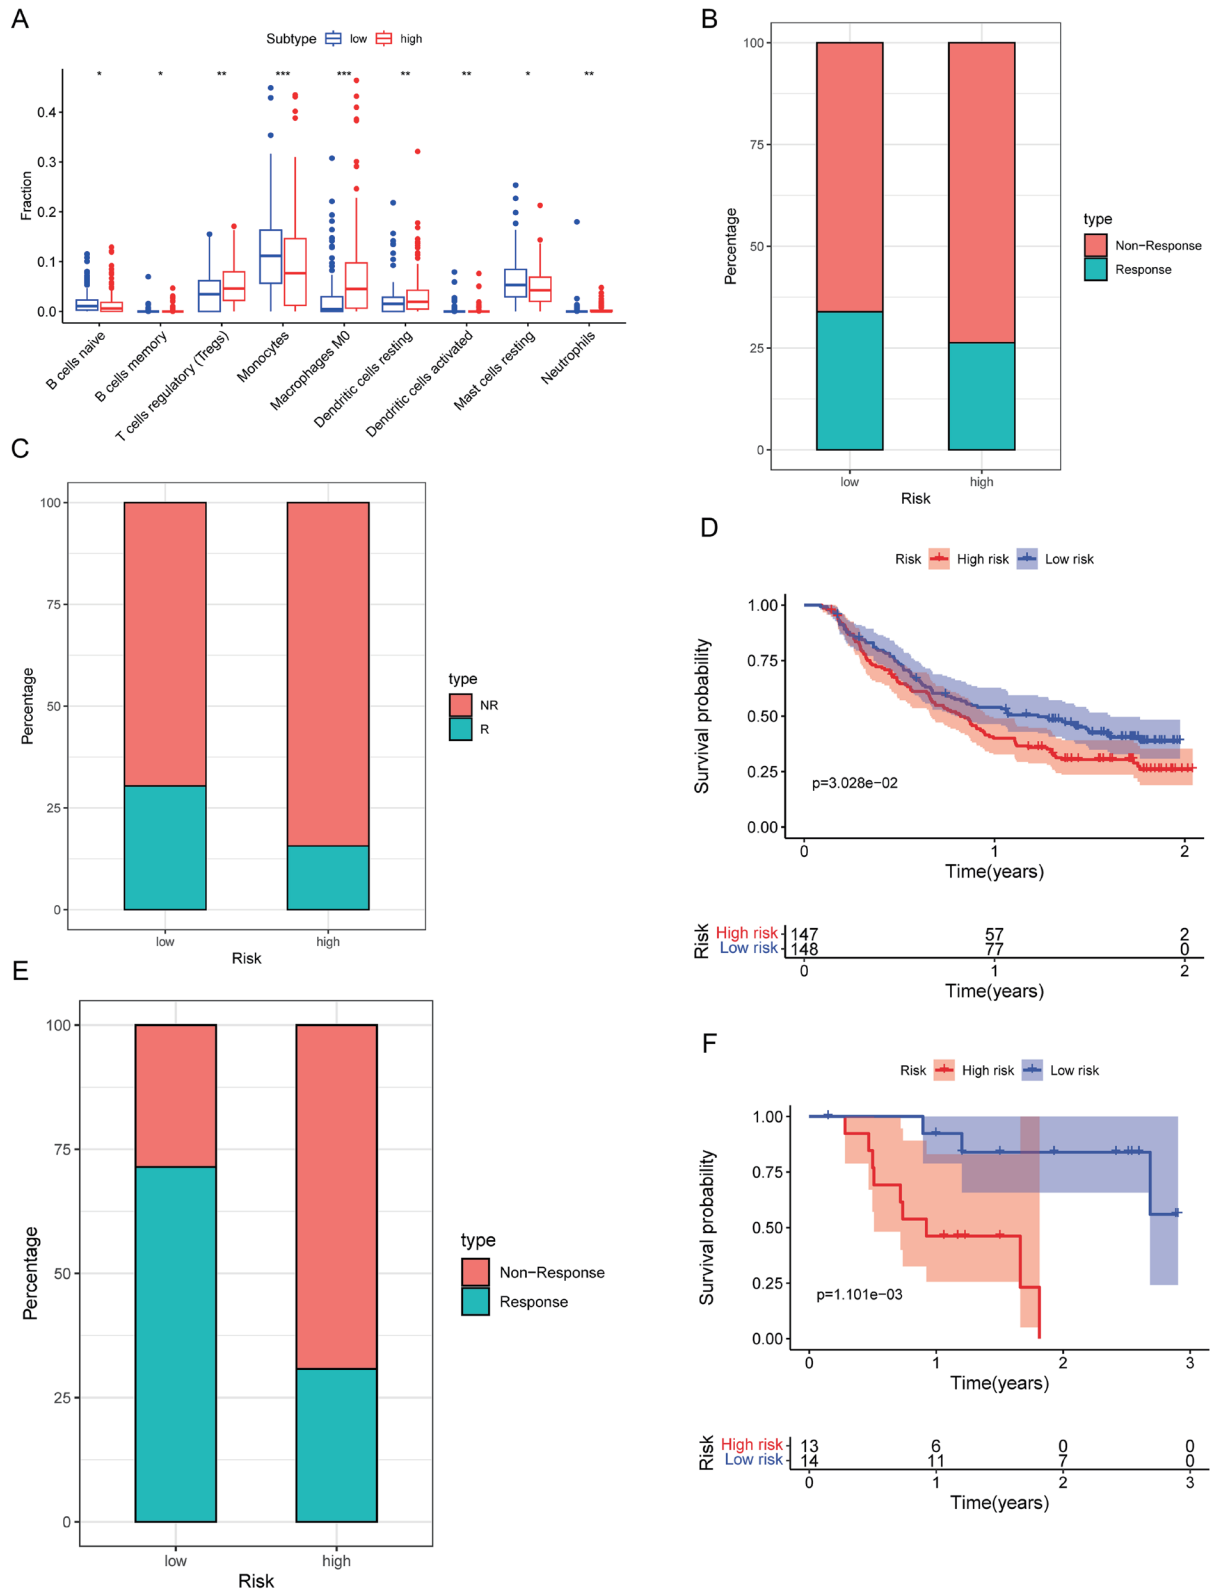 A
Subtype low high
* * ** *** *** ** ** * **
Fraction
0.4
0.3
0.2
0.1
0.0
B cells naive
B cells memory
T cells regulatory (Tregs)
Monocytes
Macrophages M0
Dendritic cells resting
Dendritic cells activated
Mast cells resting
Neutrophils
B
Percentage
100
75
50
25
0
low high
Risk
type
Non-Response
Response
C
Percentage
100
75
50
25
0
low high
Risk
type
NR
R
D
Risk High risk Low risk
Survival probability
1.00
0.75
0.50
0.25
0.00
p=3.028e-02
0 1 2
Time(years)
Risk
High risk 147 57 2
Low risk 148 77 0
0 1 2
Time(years)
E
Percentage
100
75
50
25
0
low high
Risk
type
Non-Response
Response
F
Risk High risk Low risk
Survival probability
1.00
0.75
0.50
0.25
0.00
p=1.101e-03
0 1 2 3
Time(years)
Risk
High risk 13 6 0 0
Low risk 14 11 7 0
0 1 2 3
Time(years)